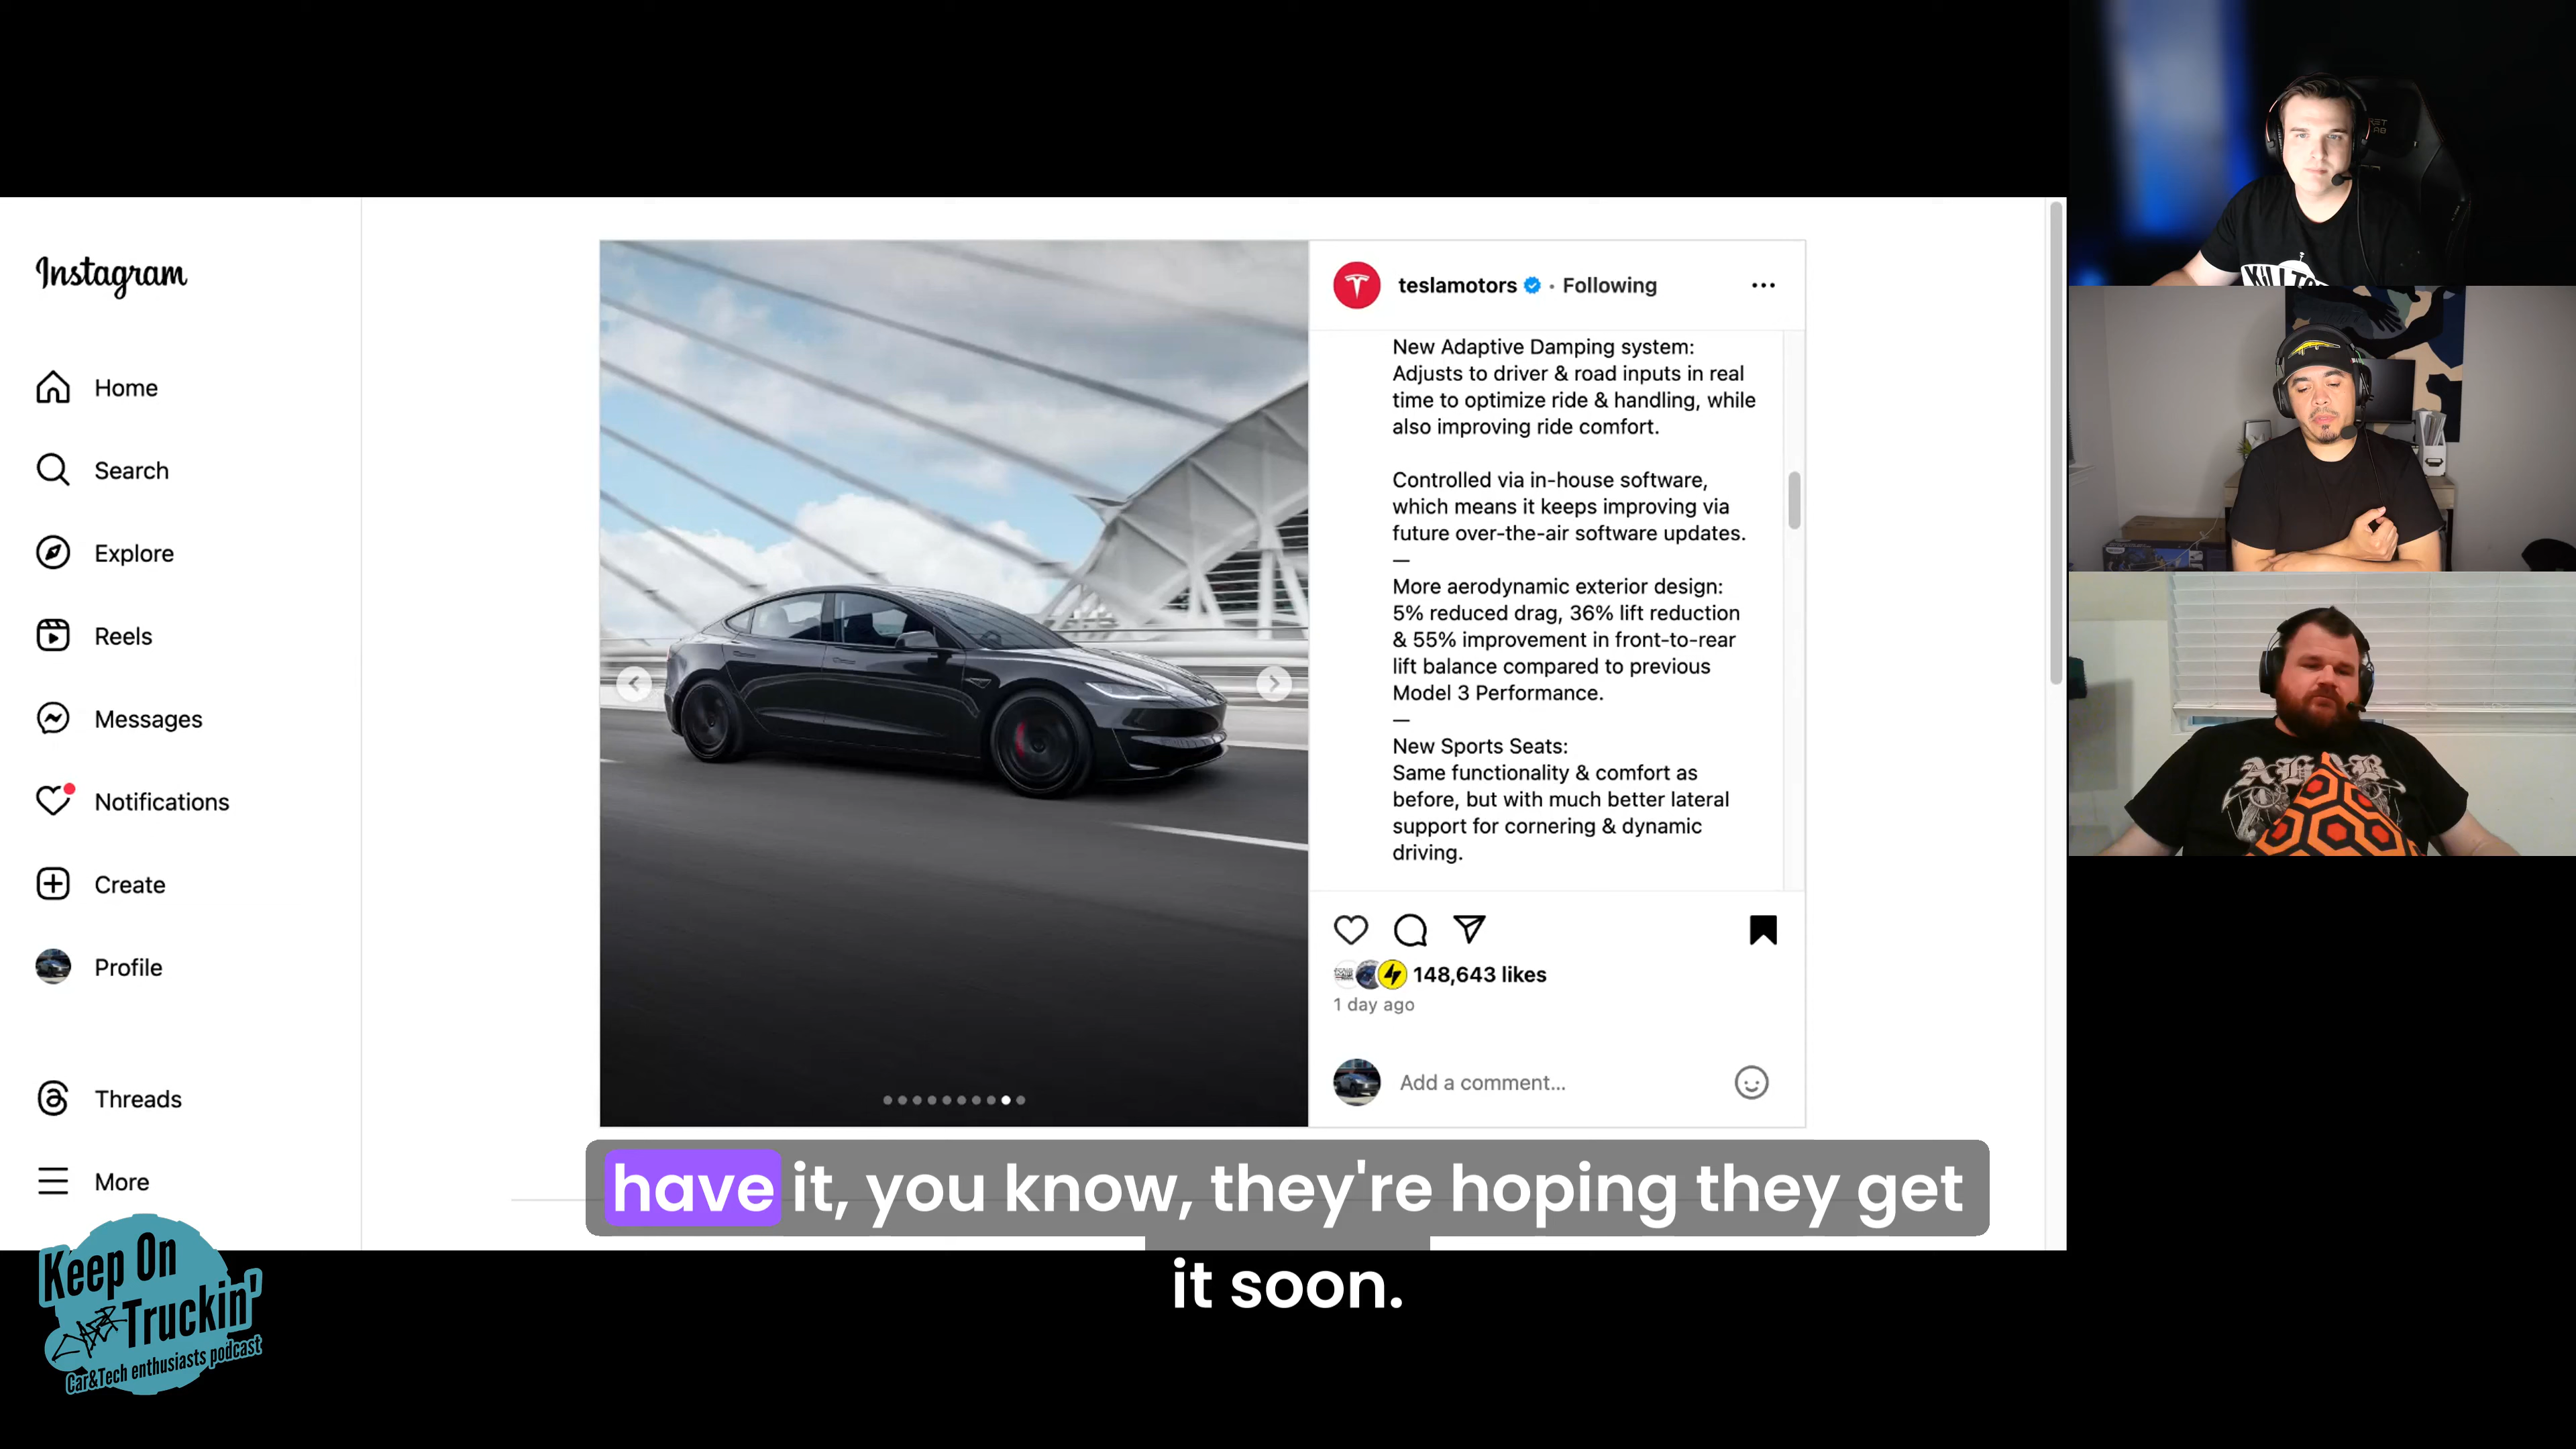 Instagram
Home
Search
Explore
Reels
Messages
Notifications
Create
Profile
Threads
More
teslamotors • Following
New Adaptive Damping system:
Adjusts to driver & road inputs in real
time to optimize ride & handling, while
also improving ride comfort.
Controlled via in-house software,
which means it keeps improving via
future over-the-air software updates.
—
More aerodynamic exterior design:
5% reduced drag, 36% lift reduction
& 55% improvement in front-to-rear
lift balance compared to previous
Model 3 Performance.
—
New Sports Seats:
Same functionality & comfort as
before, but with much better lateral
support for cornering & dynamic
driving.
148,643 likes
1 day ago
Add a comment...
have it, you know, they're hoping they get
it soon.
Keep On
Truckin'
Car&Tech enthusiasts podcast